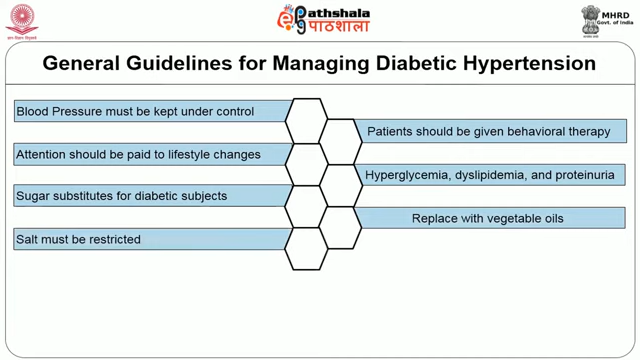 ePathshala
पाठशाला
MHRD
Govt. of India
General Guidelines for Managing Diabetic Hypertension
Blood Pressure must be kept under control
Patients should be given behavioral therapy
Attention should be paid to lifestyle changes
Hyperglycemia, dyslipidemia, and proteinuria
Sugar substitutes for diabetic subjects
Replace with vegetable oils
Salt must be restricted